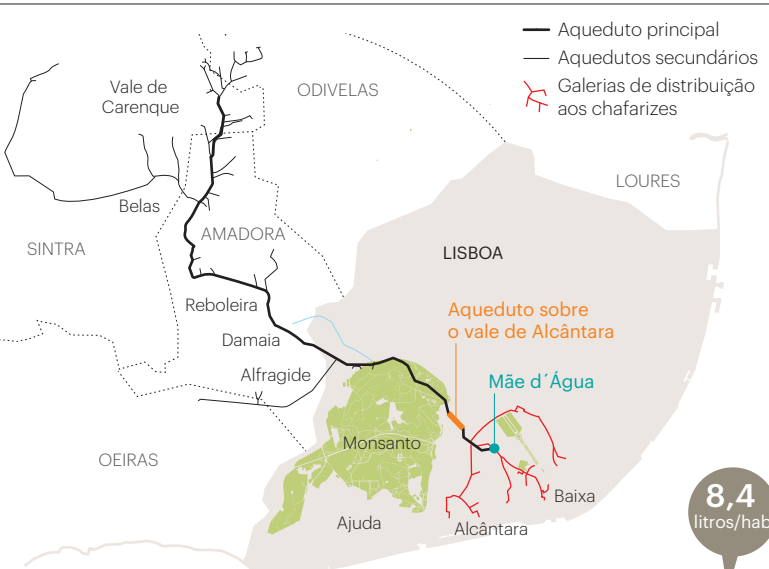 Aqueduto principal
Aquedutos secundários
Galerias de distribuição
aos chafarizes
Vale de
Carenque
ODIVELAS
LOURES
Belas
AMADORA
SINTRA
LISBOA
Reboleira
Aqueduto sobre
o vale de Alcântara
Damaia
Alfragide
Mãe d´Água
Monsanto
OEIRAS
Baixa
Ajuda
Alcântara
8,4
litros/hab